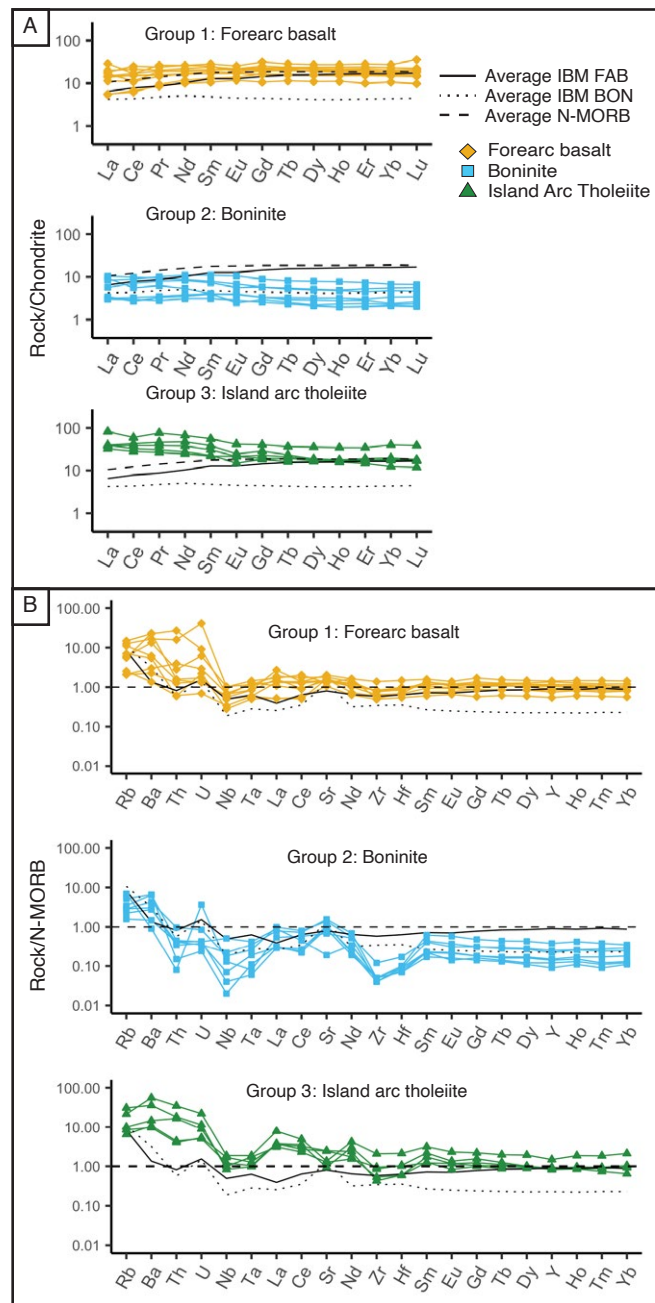 A
Group 1: Forearc basalt
100
10
1
La Ce Pr Nd Sm Eu Gd Tb Dy Ho Er Yb Lu
Average IBM FAB
Average IBM BON
Average N-MORB
Forearc basalt
Boninite
Island Arc Tholeiite
Rock/Chondrite
Group 2: Boninite
100
10
1
La Ce Pr Nd Sm Eu Gd Tb Dy Ho Er Yb Lu
Group 3: Island arc tholeiite
100
10
1
La Ce Pr Nd Sm Eu Gd Tb Dy Ho Er Yb Lu
B
Group 1: Forearc basalt
100.00
10.00
1.00
0.10
0.01
Rb Ba Th U Nb Ta La Ce Sr Nd Zr Hf Sm Eu Gd Tb Dy Y Ho Tm Yb
Rock/N-MORB
Group 2: Boninite
100.00
10.00
1.00
0.10
0.01
Rb Ba Th U Nb Ta La Ce Sr Nd Zr Hf Sm Eu Gd Tb Dy Y Ho Tm Yb
Group 3: Island arc tholeiite
100.00
10.00
1.00
0.10
0.01
Rb Ba Th U Nb Ta La Ce Sr Nd Zr Hf Sm Eu Gd Tb Dy Y Ho Tm Yb